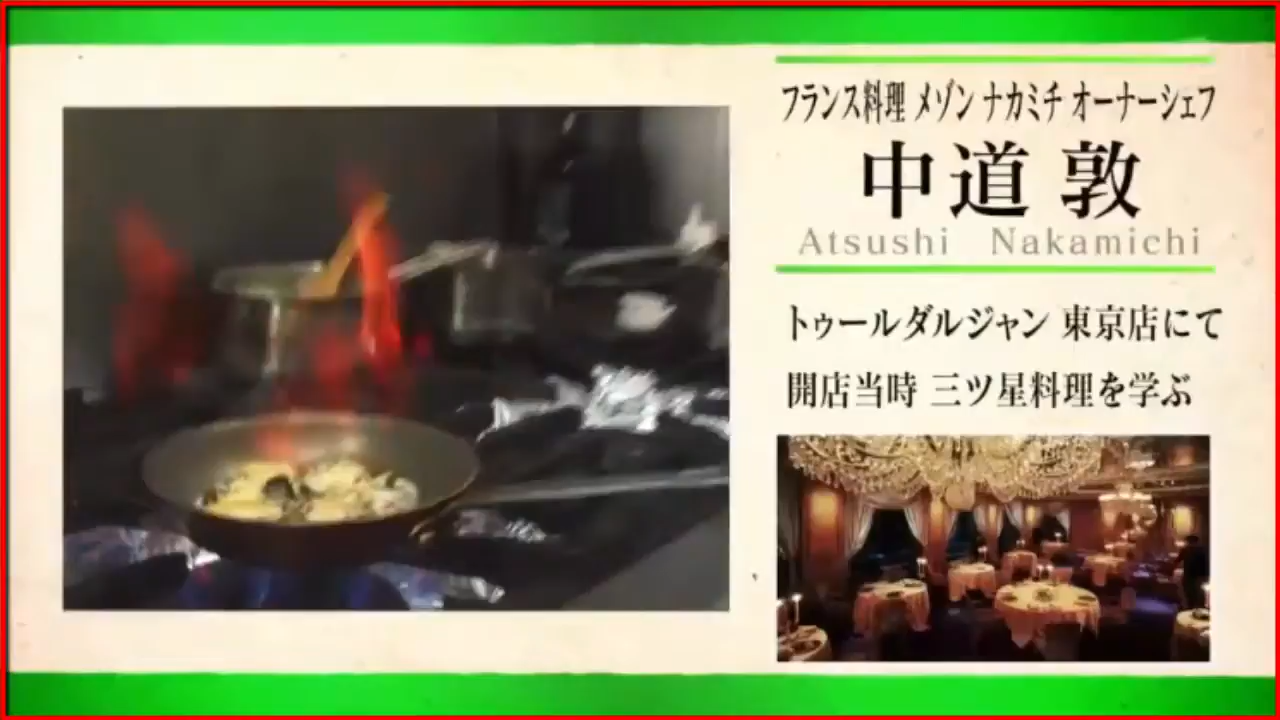 フランス料理 メゾン ナカミチ オーナーシェフ
中道 敦
Atsushi Nakamichi
トゥールダルジャン 東京店にて
開店当時 三ツ星料理を学ぶ